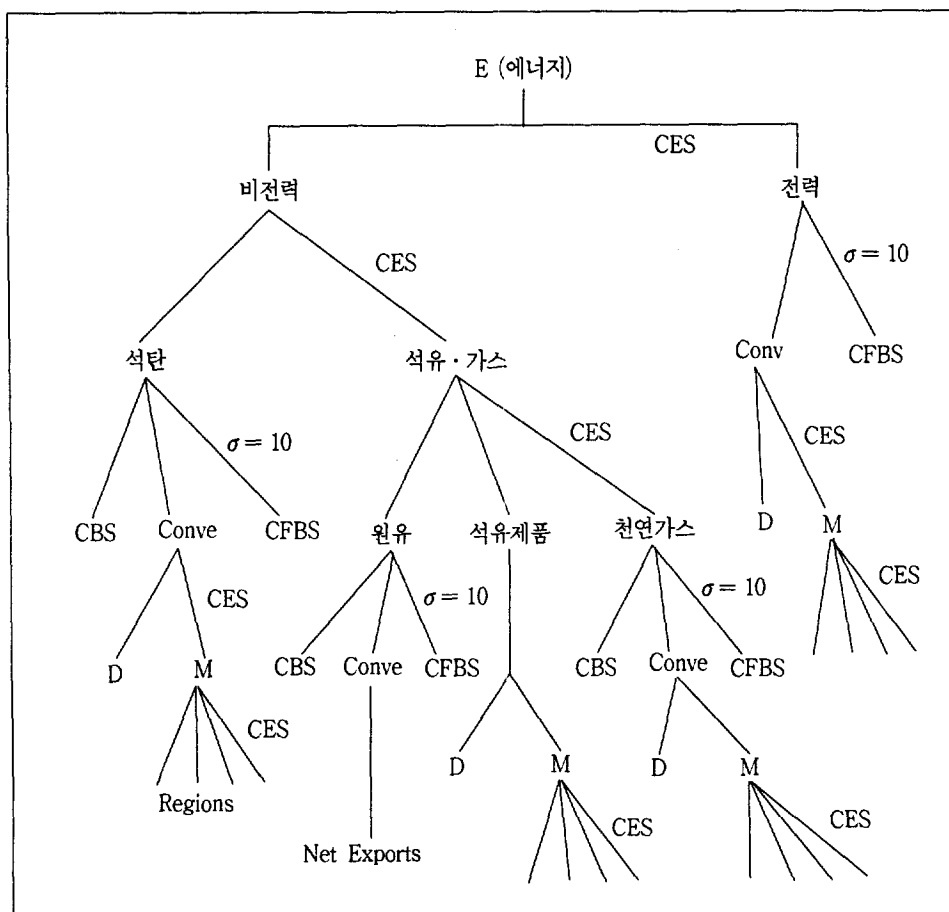 E (에너지)
CES
비전력
전력
CES
σ = 10
석탄
석유·가스
Conv
CFBS
σ = 10
CES
CES
CBS
Conve
CFBS
원유
석유제품
천연가스
D
M
CES
σ = 10
σ = 10
CES
D
M
CBS
Conve
CFBS
CBS
Conve
CFBS
CES
Regions
D
M
D
M
CES
CES
Net Exports